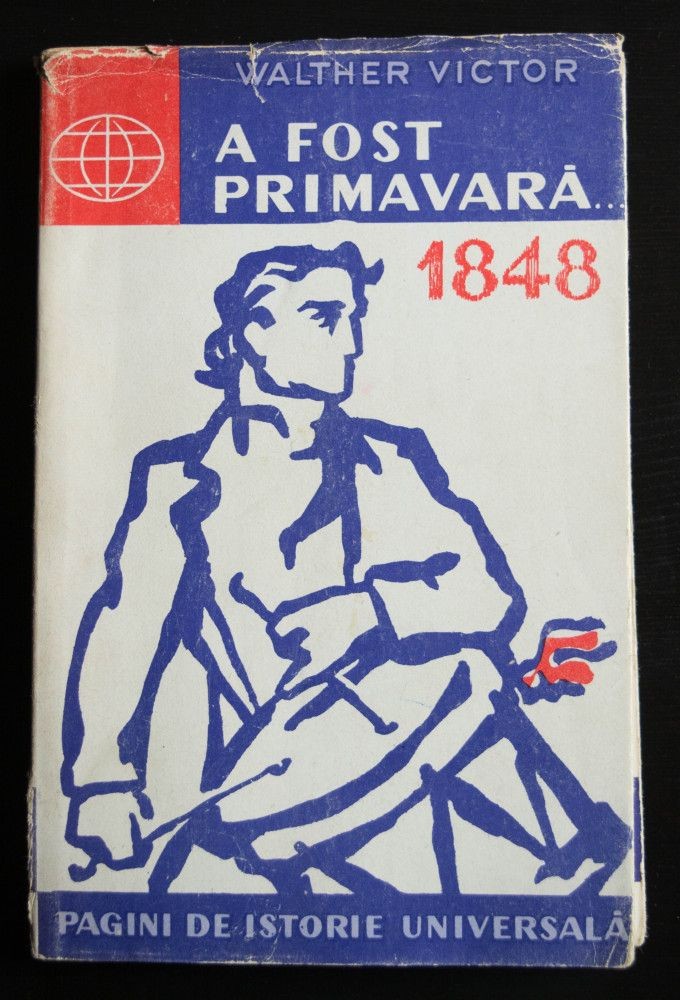 WALTHER VICTOR
A FOST
PRIMAVARĂ...
1848
PAGINI DE ISTORIE UNIVERSALĂ